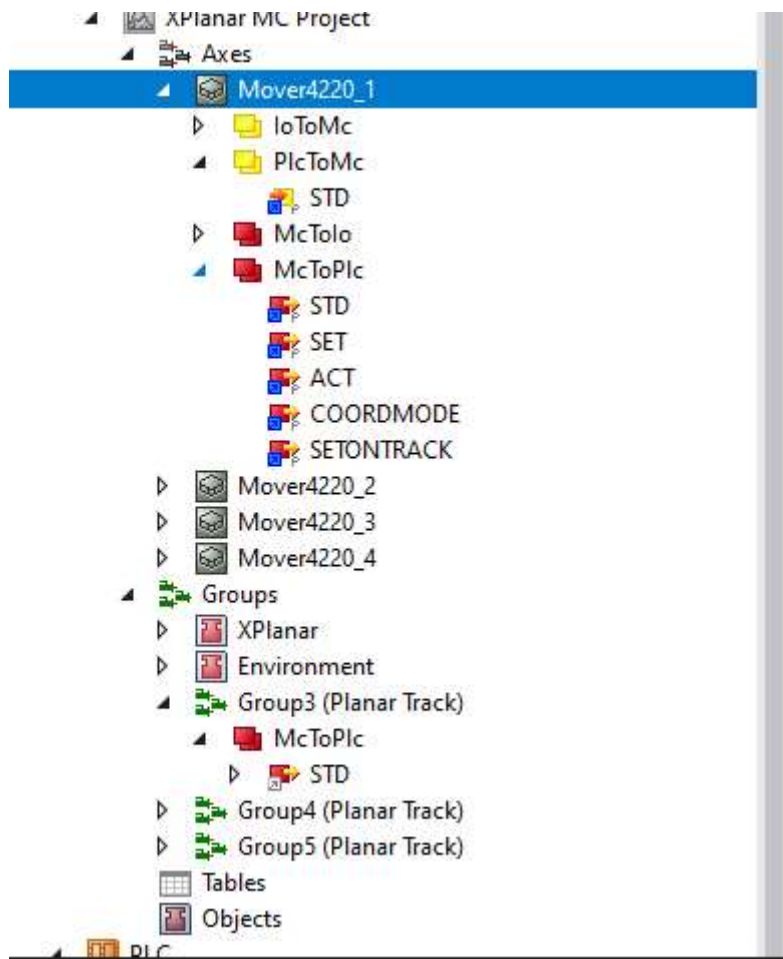 XPlanar MC Project
Axes
Mover4220_1
IoToMc
PlcToMc
STD
McToIo
McToPlc
STD
SET
ACT
COORDMODE
SETONTRACK
Mover4220_2
Mover4220_3
Mover4220_4
Groups
XPlanar
Environment
Group3 (Planar Track)
McToPlc
STD
Group4 (Planar Track)
Group5 (Planar Track)
Tables
Objects
PLC